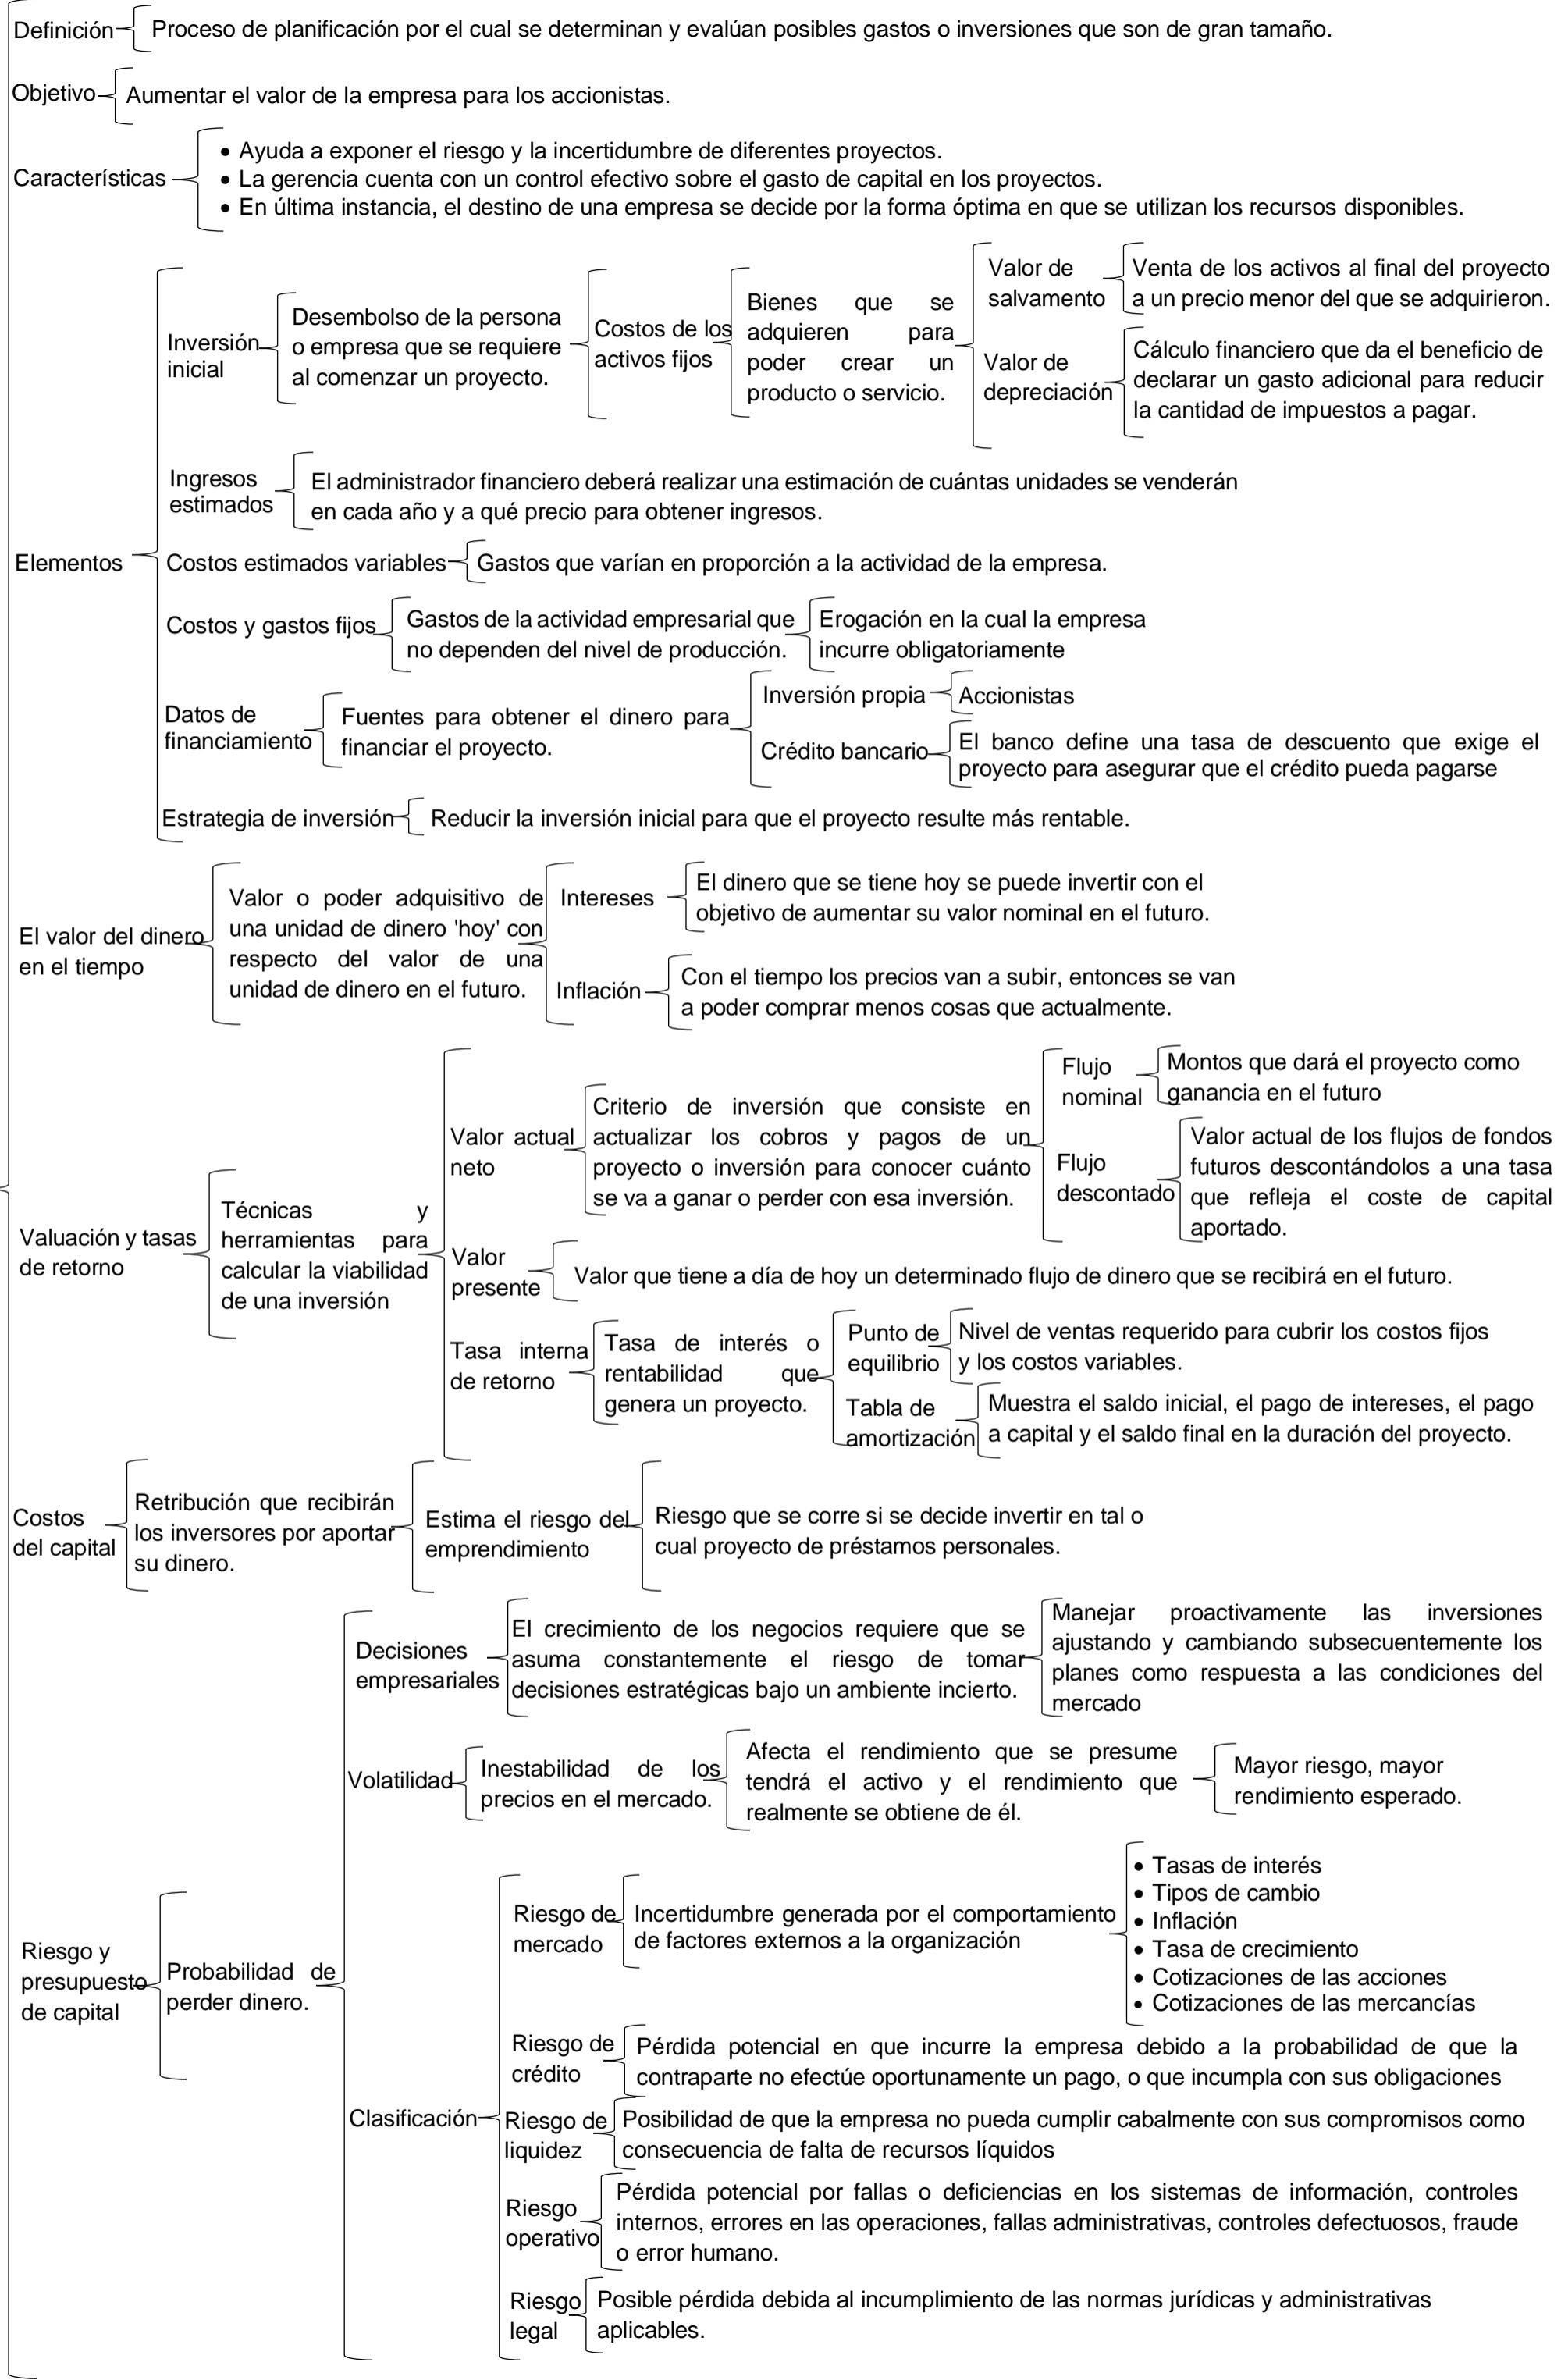 Definición
Proceso de planificación por el cual se determinan y evalúan posibles gastos o inversiones que son de gran tamaño.
Objetivo
Aumentar el valor de la empresa para los accionistas.
Características
• Ayuda a exponer el riesgo y la incertidumbre de diferentes proyectos.
• La gerencia cuenta con un control efectivo sobre el gasto de capital en los proyectos.
• En última instancia, el destino de una empresa se decide por la forma óptima en que se utilizan los recursos disponibles.
Elementos
Inversión
inicial
Desembolso de la persona
o empresa que se requiere
al comenzar un proyecto.
Costos de los
activos fijos
Bienes que se
adquieren para
poder crear un
producto o servicio.
Valor de
salvamento
Venta de los activos al final del proyecto
a un precio menor del que se adquirieron.
Valor de
depreciación
Cálculo financiero que da el beneficio de
declarar un gasto adicional para reducir
la cantidad de impuestos a pagar.
Ingresos
estimados
El administrador financiero deberá realizar una estimación de cuántas unidades se venderán
en cada año y a qué precio para obtener ingresos.
Costos estimados variables
Gastos que varían en proporción a la actividad de la empresa.
Costos y gastos fijos
Gastos de la actividad empresarial que
no dependen del nivel de producción.
Erogación en la cual la empresa
incurre obligatoriamente
Datos de
financiamiento
Fuentes para obtener el dinero para
financiar el proyecto.
Inversión propia
Accionistas
Crédito bancario
El banco define una tasa de descuento que exige el
proyecto para asegurar que el crédito pueda pagarse
Estrategia de inversión
Reducir la inversión inicial para que el proyecto resulte más rentable.
El valor del dinero
en el tiempo
Valor o poder adquisitivo de
una unidad de dinero 'hoy' con
respecto del valor de una
unidad de dinero en el futuro.
Intereses
El dinero que se tiene hoy se puede invertir con el
objetivo de aumentar su valor nominal en el futuro.
Inflación
Con el tiempo los precios van a subir, entonces se van
a poder comprar menos cosas que actualmente.
Valuación y tasas
de retorno
Técnicas y
herramientas para
calcular la viabilidad
de una inversión
Valor actual
neto
Criterio de inversión que consiste en
actualizar los cobros y pagos de un
proyecto o inversión para conocer cuánto
se va a ganar o perder con esa inversión.
Flujo
nominal
Montos que dará el proyecto como
ganancia en el futuro
Flujo
descontado
Valor actual de los flujos de fondos
futuros descontándolos a una tasa
que refleja el coste de capital
aportado.
Valor
presente
Valor que tiene a día de hoy un determinado flujo de dinero que se recibirá en el futuro.
Tasa interna
de retorno
Tasa de interés o
rentabilidad que
genera un proyecto.
Punto de
equilibrio
Nivel de ventas requerido para cubrir los costos fijos
y los costos variables.
Tabla de
amortización
Muestra el saldo inicial, el pago de intereses, el pago
a capital y el saldo final en la duración del proyecto.
Costos
del capital
Retribución que recibirán
los inversores por aportar
su dinero.
Estima el riesgo del
emprendimiento
Riesgo que se corre si se decide invertir en tal o
cual proyecto de préstamos personales.
Riesgo y
presupuesto
de capital
Probabilidad de
perder dinero.
Decisiones
empresariales
El crecimiento de los negocios requiere que se
asuma constantemente el riesgo de tomar
decisiones estratégicas bajo un ambiente incierto.
Manejar proactivamente las inversiones
ajustando y cambiando subsecuentemente los
planes como respuesta a las condiciones del
mercado
Volatilidad
Inestabilidad de los
precios en el mercado.
Afecta el rendimiento que se presume
tendrá el activo y el rendimiento que
realmente se obtiene de él.
Mayor riesgo, mayor
rendimiento esperado.
Clasificación
Riesgo de
mercado
Incertidumbre generada por el comportamiento
de factores externos a la organización
• Tasas de interés
• Tipos de cambio
• Inflación
• Tasa de crecimiento
• Cotizaciones de las acciones
• Cotizaciones de las mercancías
Riesgo de
crédito
Pérdida potencial en que incurre la empresa debido a la probabilidad de que la
contraparte no efectúe oportunamente un pago, o que incumpla con sus obligaciones
Riesgo de
liquidez
Posibilidad de que la empresa no pueda cumplir cabalmente con sus compromisos como
consecuencia de falta de recursos líquidos
Riesgo
operativo
Pérdida potencial por fallas o deficiencias en los sistemas de información, controles
internos, errores en las operaciones, fallas administrativas, controles defectuosos, fraude
o error humano.
Riesgo
legal
Posible pérdida debida al incumplimiento de las normas jurídicas y administrativas
aplicables.